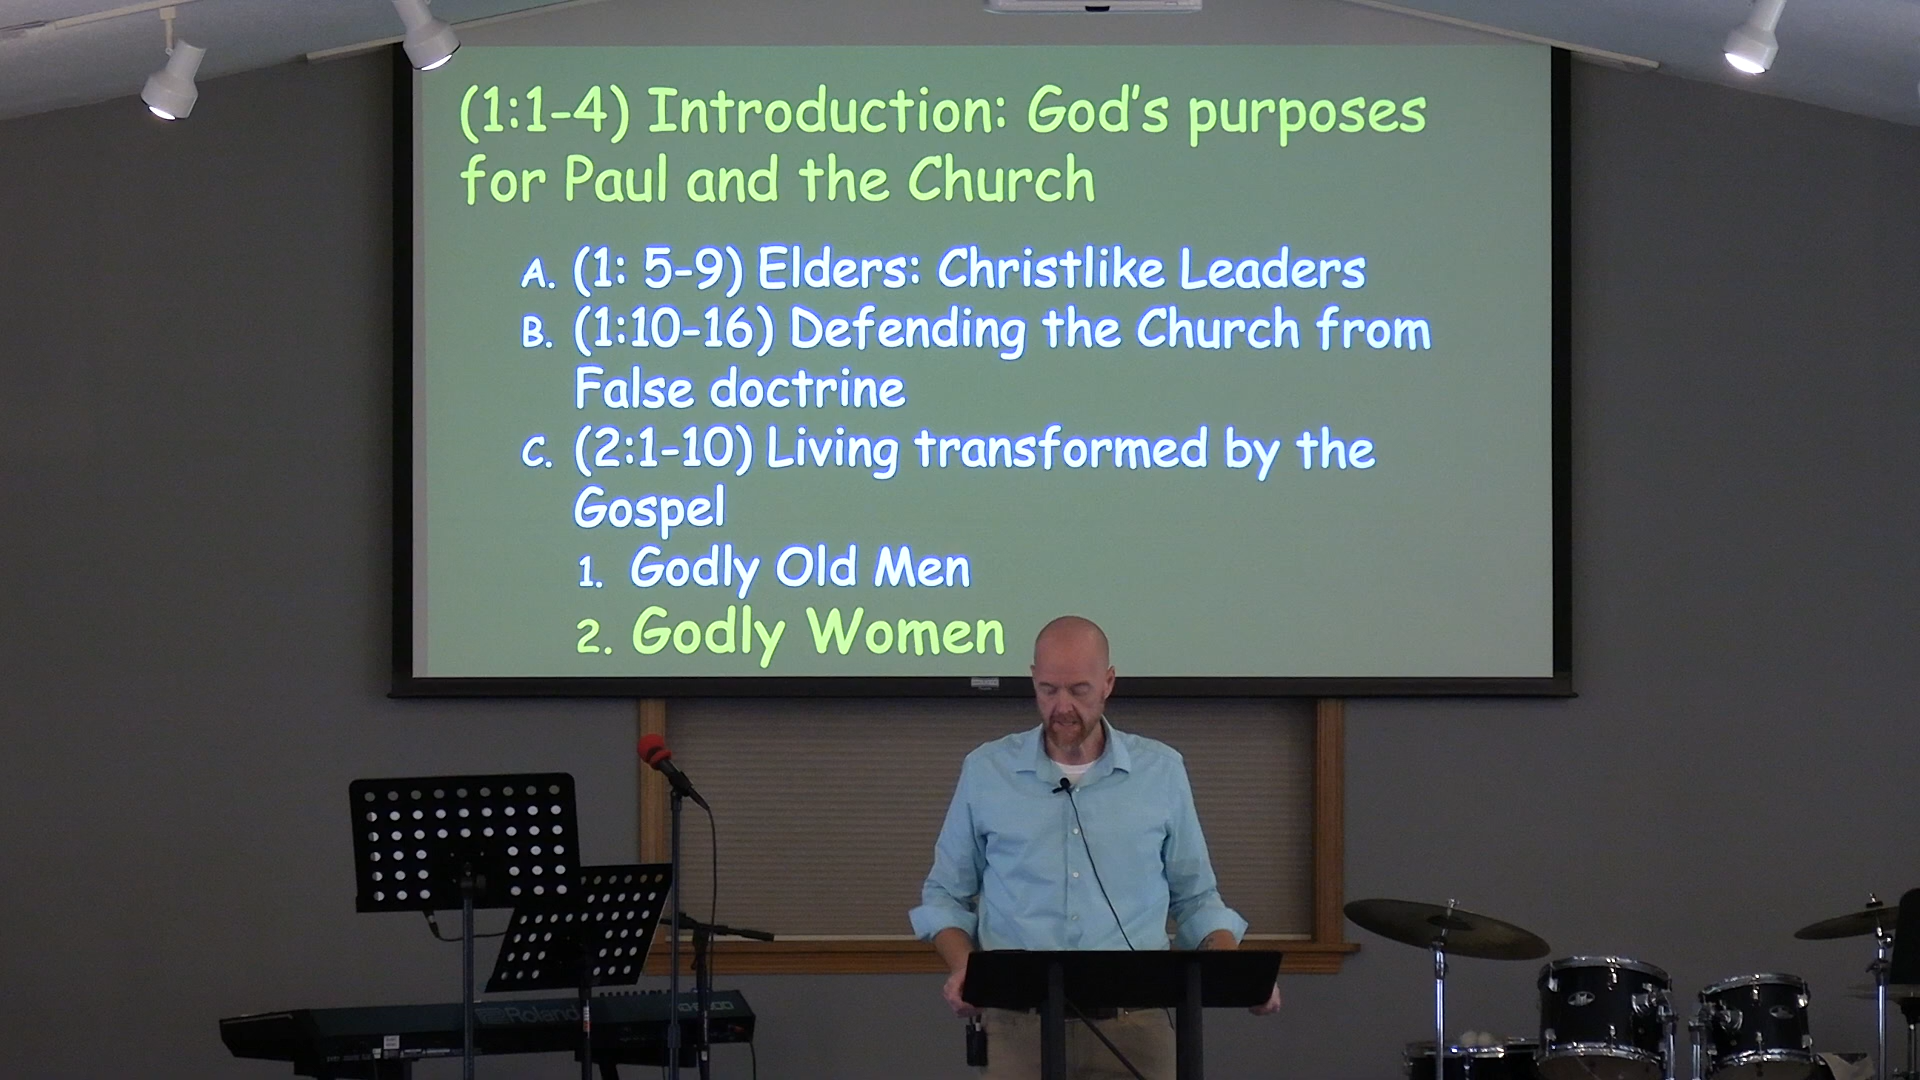 (1:1-4) Introduction: God's purposes
for Paul and the Church
A. (1: 5-9) Elders: Christlike Leaders
B. (1:10-16) Defending the Church from
False doctrine
C. (2:1-10) Living transformed by the
Gospel
1. Godly Old Men
2. Godly Women
Roland